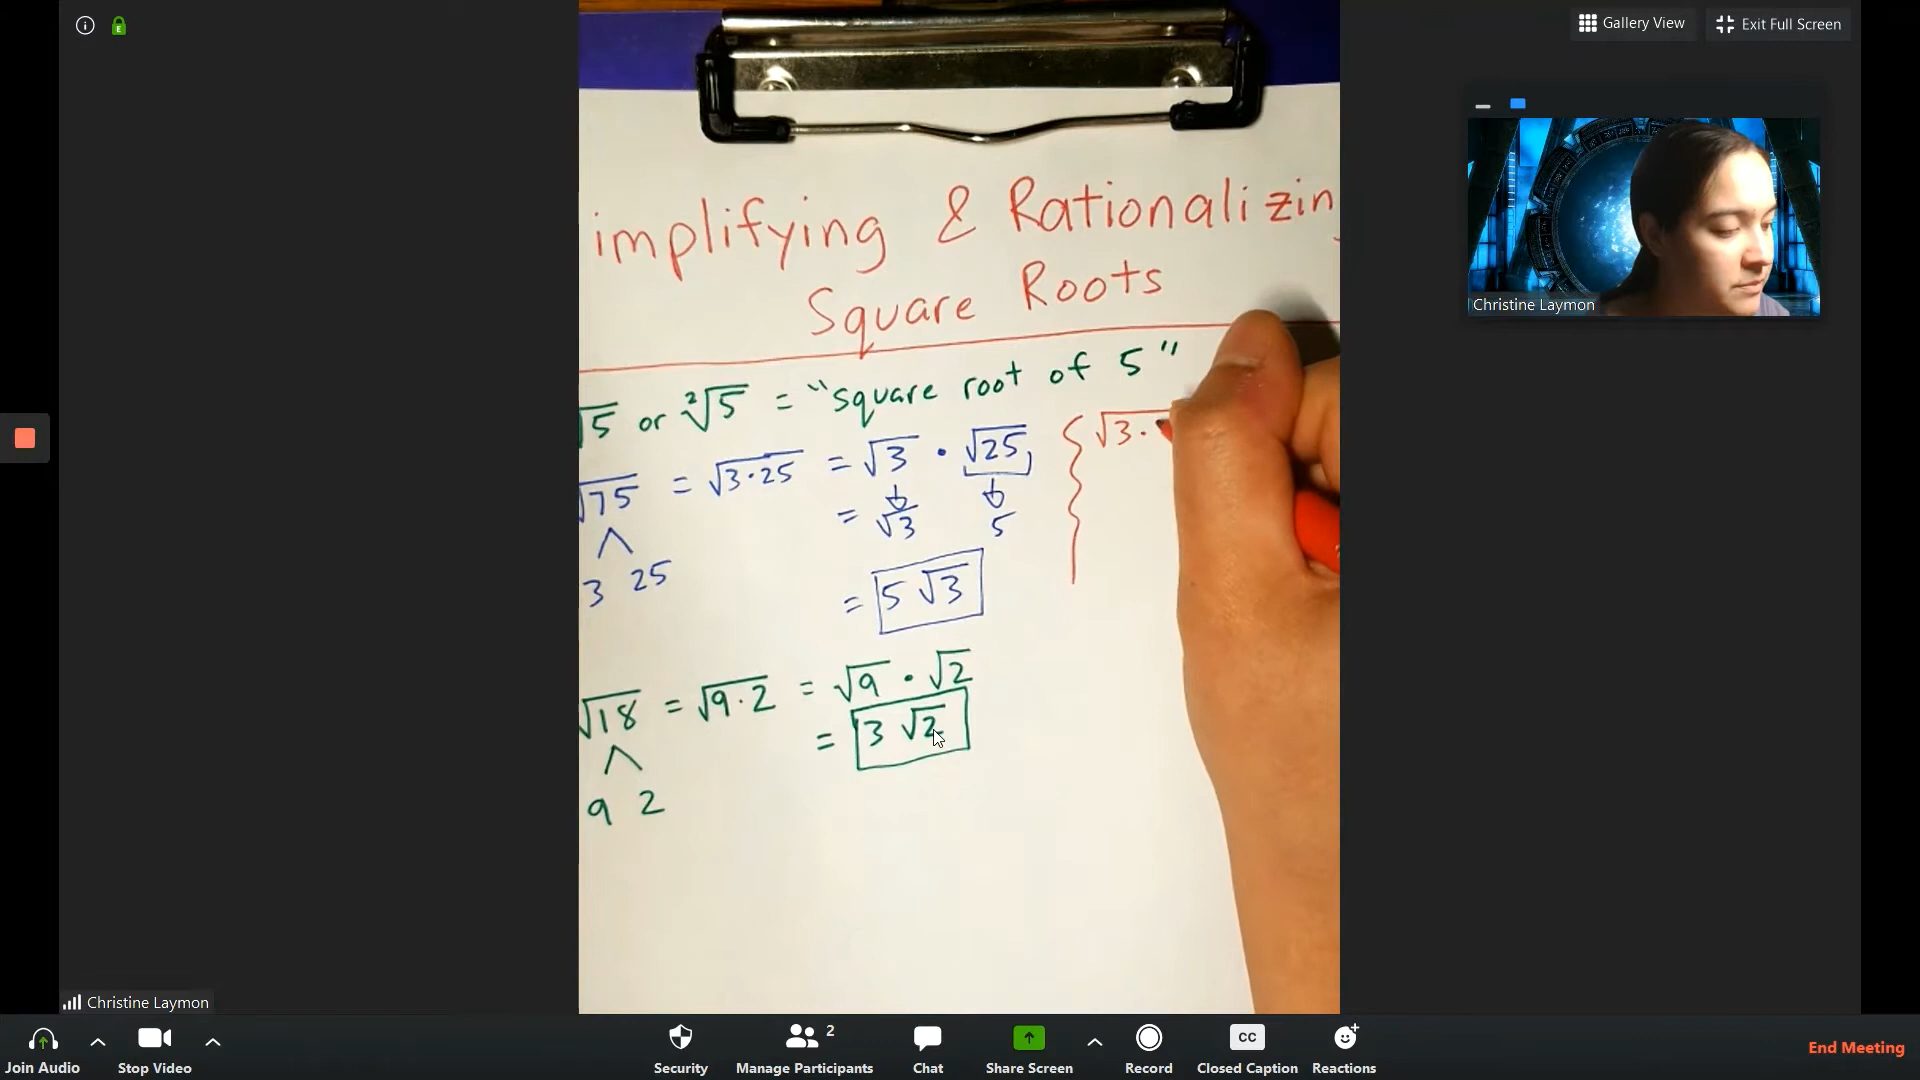 Gallery View
Exit Full Screen
implifying & Rationalizin
Square Roots
√5 or ²√5 = "square root of 5"
√75 = √3·25 = √3 · √25
= √3 5
3 25
= 5√3
{ √3·
√18 = √9·2 = √9 · √2
= 3√2
9 2
Christine Laymon
Christine Laymon
Join Audio
Stop Video
Security
2
Manage Participants
Chat
Share Screen
Record
CC
Closed Caption
Reactions
End Meeting